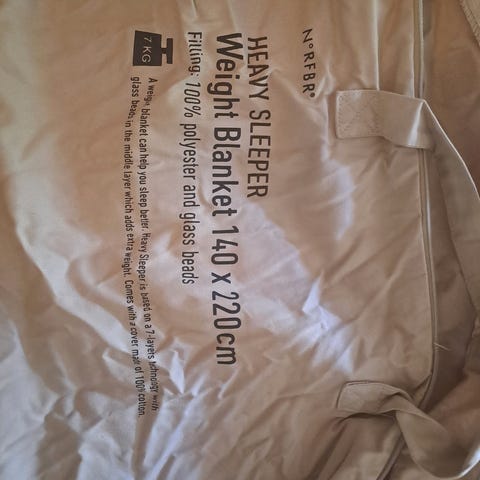 N°RFBR°
HEAVY SLEEPER
Weight Blanket 140 x 220cm
Filling: 100% polyester and glass beads
7 KG
A weight blanket can help you sleep better. Heavy Sleeper is based on a 7-layers technology with
glass beads in the middle layer which adds extra weight. Comes with a cover made of 100% cotton.